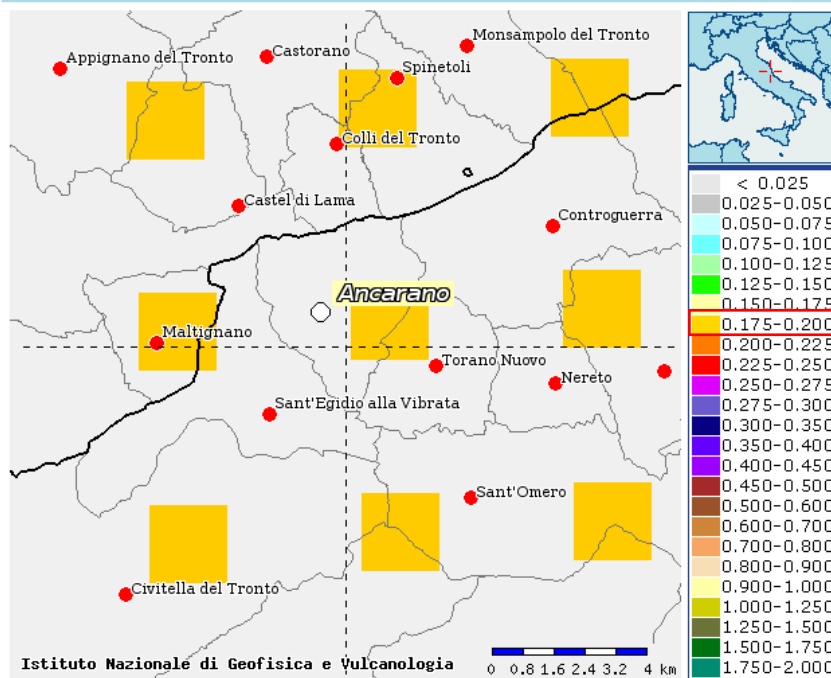 Monsampolo del Tronto
Castorano
Appignano del Tronto
Spinetoli
Colli del Tronto
Castel di Lama
Controguerra
Ancarano
Maltignano
Torano Nuovo
Nereto
Sant'Egidio alla Vibrata
Sant'Omero
Civitella del Tronto
Istituto Nazionale di Geofisica e Vulcanologia
0 0.8 1.6 2.4 3.2 4 km
< 0.025
0.025-0.050
0.050-0.075
0.075-0.100
0.100-0.125
0.125-0.150
0.150-0.175
0.175-0.200
0.200-0.225
0.225-0.250
0.250-0.275
0.275-0.300
0.300-0.350
0.350-0.400
0.400-0.450
0.450-0.500
0.500-0.600
0.600-0.700
0.700-0.800
0.800-0.900
0.900-1.000
1.000-1.250
1.250-1.500
1.500-1.750
1.750-2.000